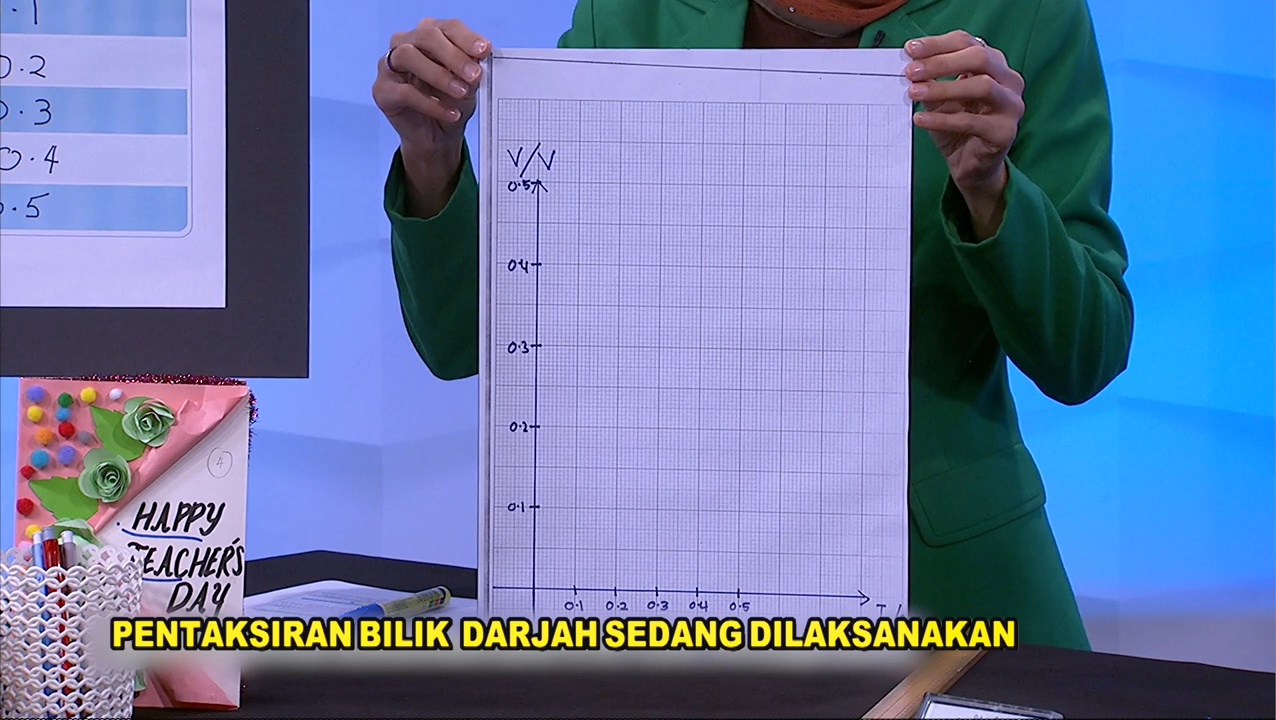 0.2
0.3
0.4
0.5
V/V
0.5
0.4
0.3
0.2
0.1
0.1 0.2 0.3 0.4 0.5
4
HAPPY
TEACHER'S
DAY
PENTAKSIRAN BILIK DARJAH SEDANG DILAKSANAKAN